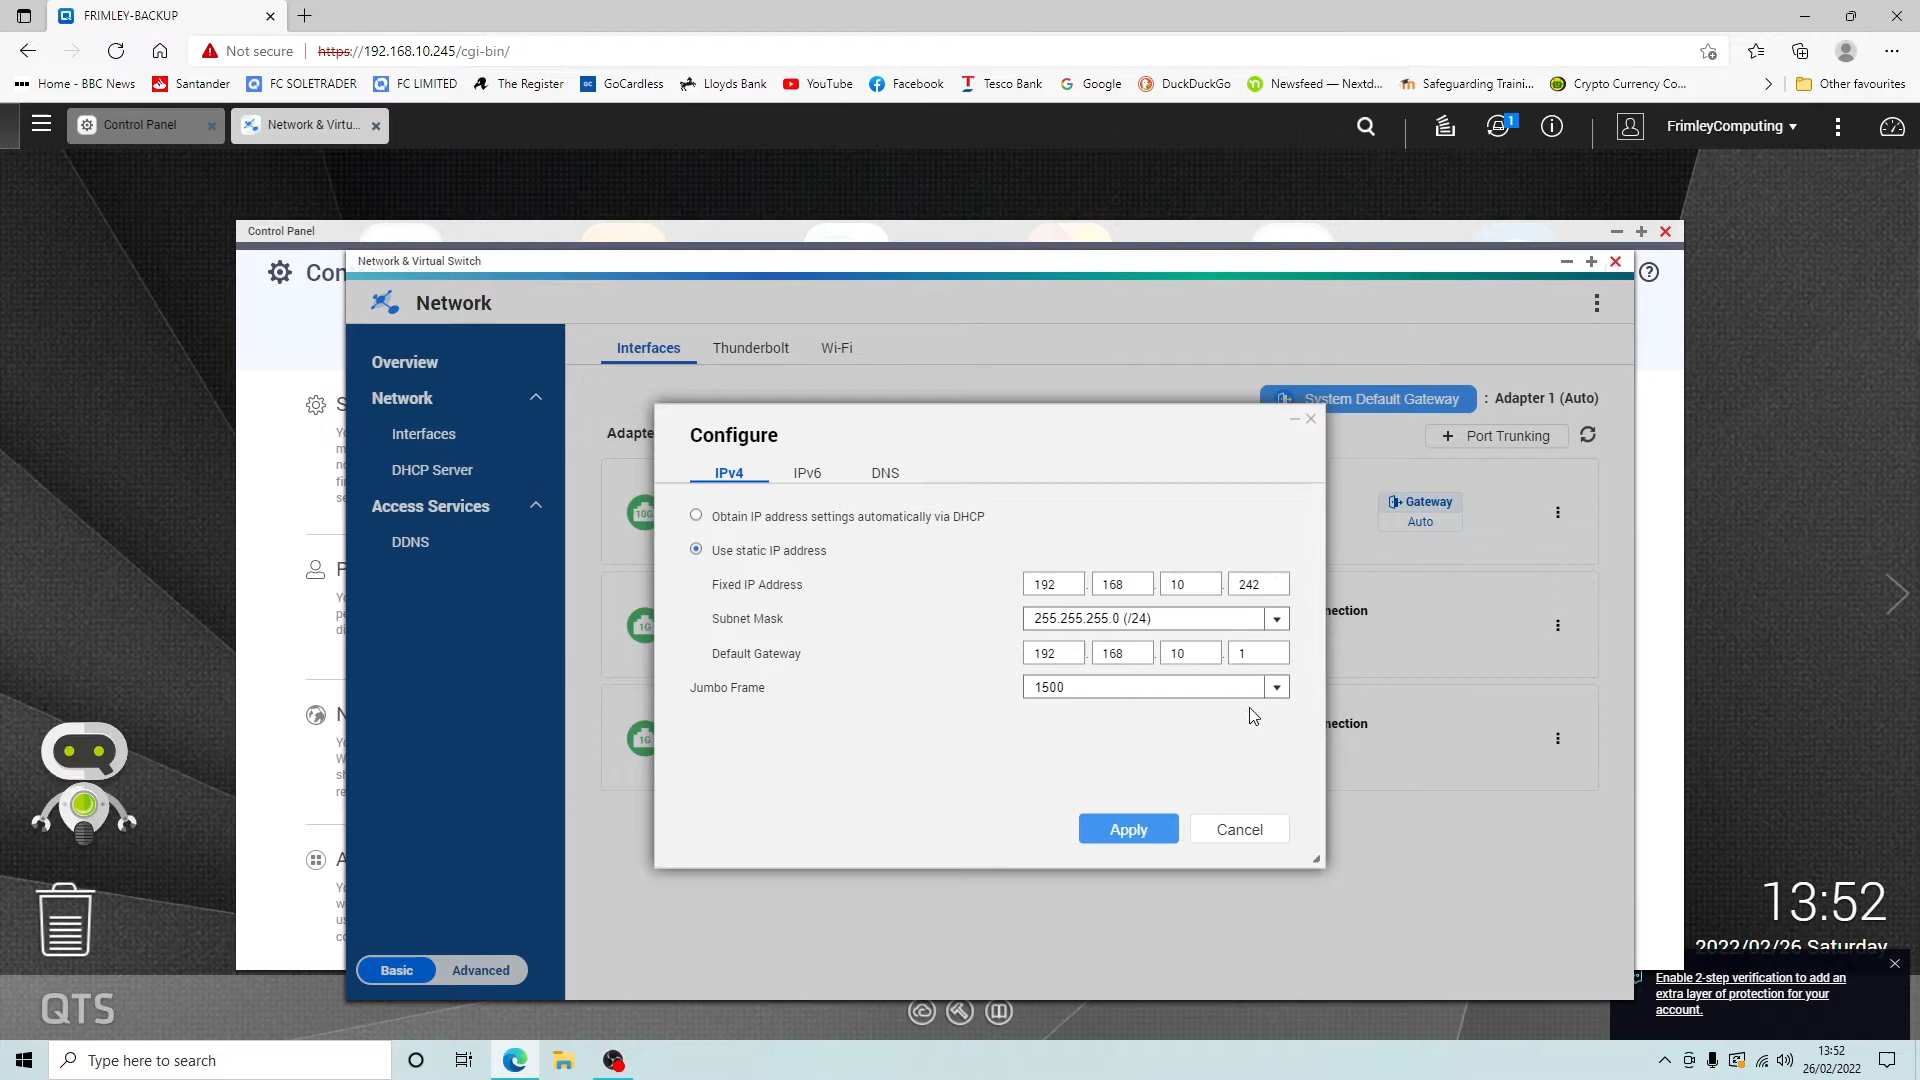 FRIMLEY-BACKUP
Not secure
https://192.168.10.245/cgi-bin/
Home - BBC News
Santander
FC SOLETRADER
FC LIMITED
The Register
GoCardless
Lloyds Bank
YouTube
Facebook
Tesco Bank
Google
DuckDuckGo
Newsfeed — Nextd...
Safeguarding Traini...
Crypto Currency Co...
Other favourites
Control Panel
Network & Virtu...
1
FrimleyComputing
Control Panel
Network & Virtual Switch
Network
Overview
Network
Interfaces
DHCP Server
Access Services
DDNS
Basic
Advanced
Interfaces
Thunderbolt
Wi-Fi
System Default Gateway
: Adapter 1 (Auto)
+ Port Trunking
Gateway
Auto
10G
1G
1G
Configure
IPv4
IPv6
DNS
Obtain IP address settings automatically via DHCP
Use static IP address
Fixed IP Address
192 . 168 . 10 . 242
Subnet Mask
255.255.255.0 (/24)
Default Gateway
192 . 168 . 10 . 1
Jumbo Frame
1500
Apply
Cancel
QTS
13:52
2022/02/26 Saturday
Enable 2-step verification to add an
extra layer of protection for your
account.
Type here to search
13:52
26/02/2022